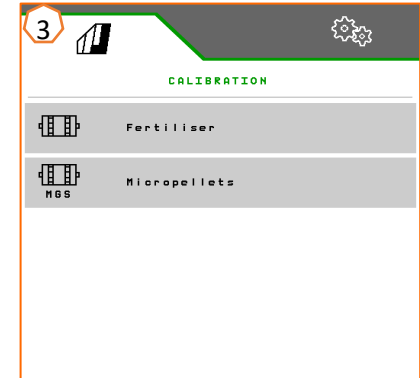 3
CALIBRATION
Fertiliser
Micropellets
MGS